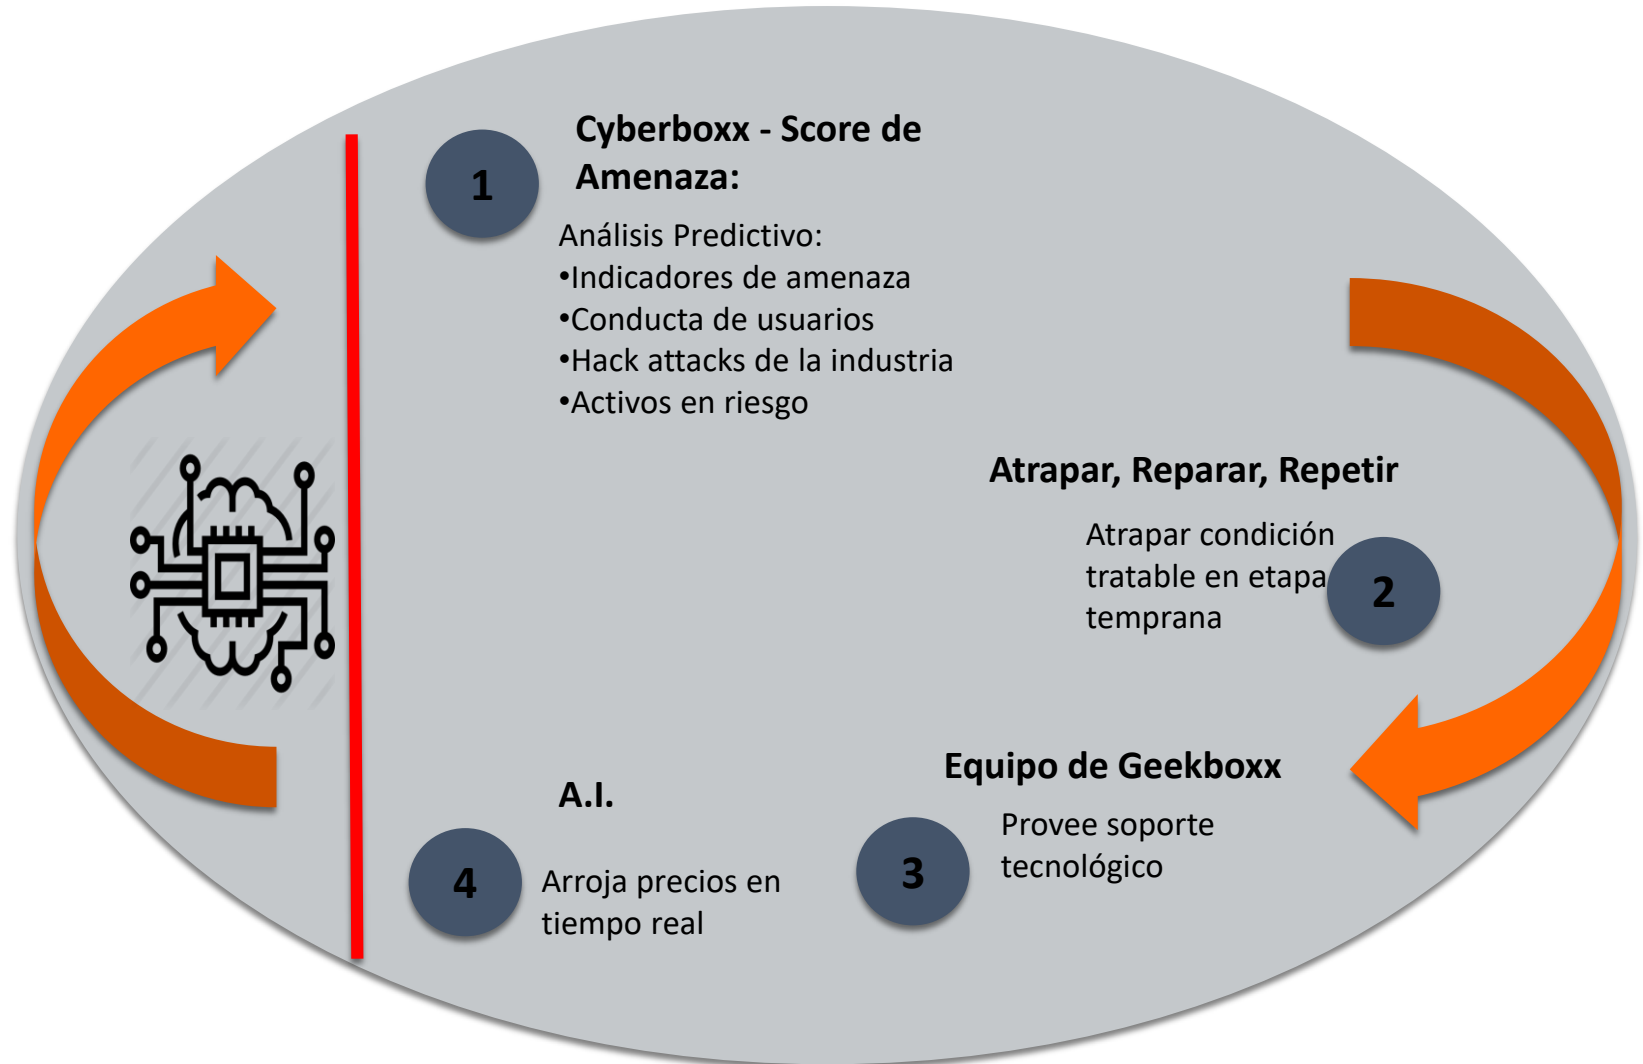 1
Cyberboxx - Score de
Amenaza:
Análisis Predictivo:
•Indicadores de amenaza
•Conducta de usuarios
•Hack attacks de la industria
•Activos en riesgo
Atrapar, Reparar, Repetir
Atrapar condición
tratable en etapa
temprana
2
Equipo de Geekboxx
3
Provee soporte
tecnológico
A.I.
4
Arroja precios en
tiempo real